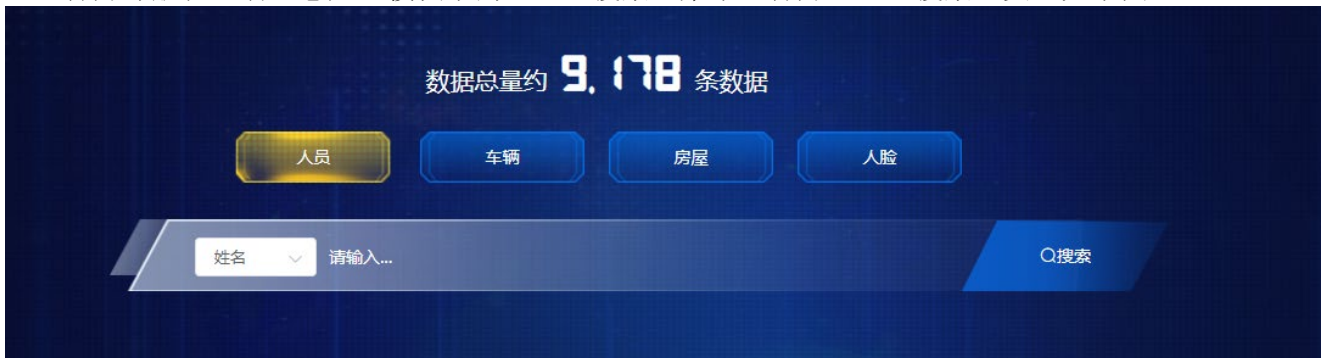 数据总量约 9,178 条数据
人员 车辆 房屋 人脸
姓名 请输入... 搜索